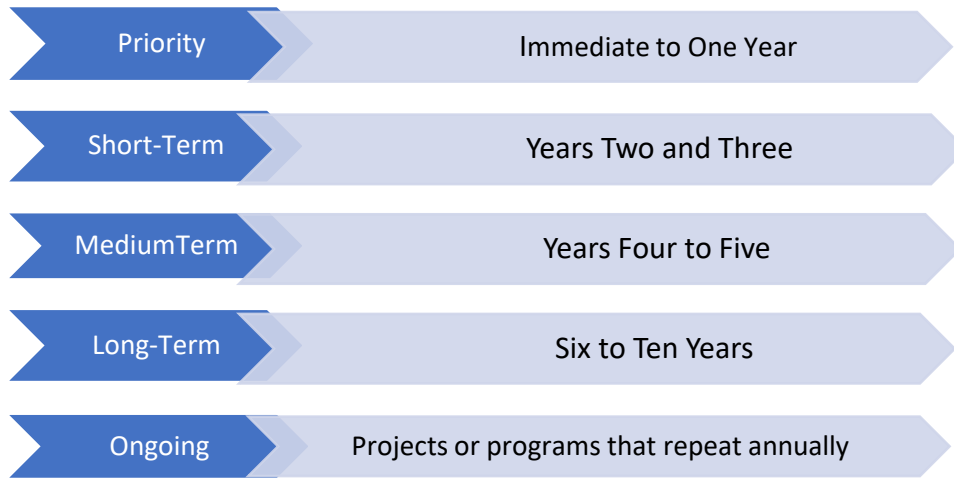 Priority
Immediate to One Year
Short-Term
Years Two and Three
MediumTerm
Years Four to Five
Long-Term
Six to Ten Years
Ongoing
Projects or programs that repeat annually